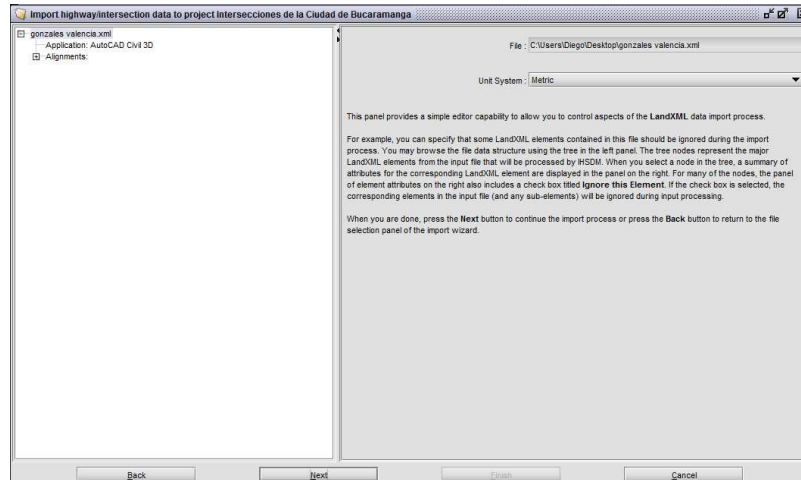 Import highway/intersection data to project Intersecciones de la Ciudad de Bucaramanga
gonzales valencia.xml
Application: AutoCAD Civil 3D
Alignments:
File : C:\Users\Diego\Desktop\gonzales valencia.xml
Unit System : Metric
This panel provides a simple editor capability to allow you to control aspects of the LandXML data import process.
For example, you can specify that some LandXML elements contained in this file should be ignored during the import
process. You may browse the file data structure using the tree in the left panel. The tree nodes represent the major
LandXML elements from the input file that will be processed by IHSDM. When you select a node in the tree, a summary of
attributes for the corresponding LandXML element are displayed in the panel on the right. For many of the nodes, the panel
of element attributes on the right also includes a check box titled Ignore this Element. If the check box is selected, the
corresponding elements in the input file (and any sub-elements) will be ignored during input processing.
When you are done, press the Next button to continue the import process or press the Back button to return to the file
selection panel of the import wizard.
Back Next Finish Cancel